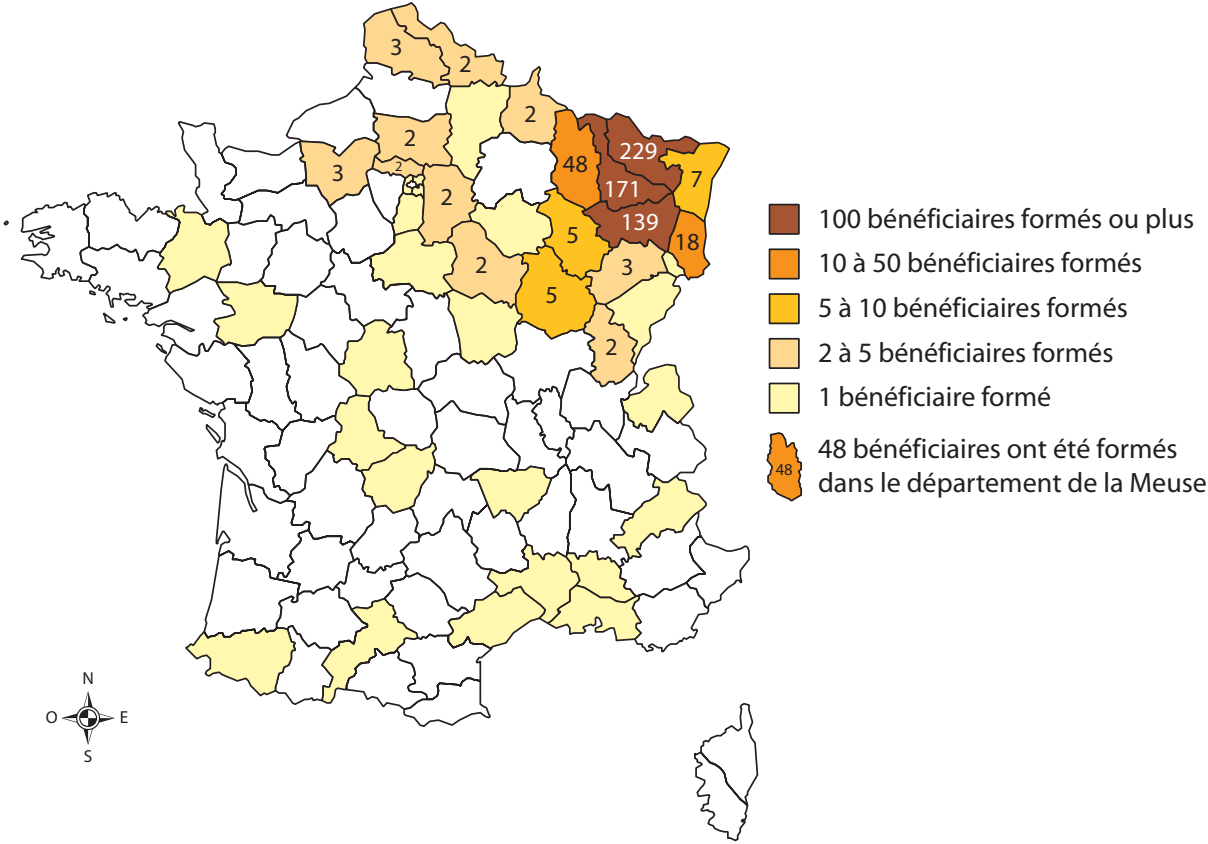 3
2
2
2
3
2
2
48
229
171
139
7
18
5
2
5
3
2
100 bénéficiaires formés ou plus
10 à 50 bénéficiaires formés
5 à 10 bénéficiaires formés
2 à 5 bénéficiaires formés
1 bénéficiaire formé
48
48 bénéficiaires ont été formés
dans le département de la Meuse
N
O E
S